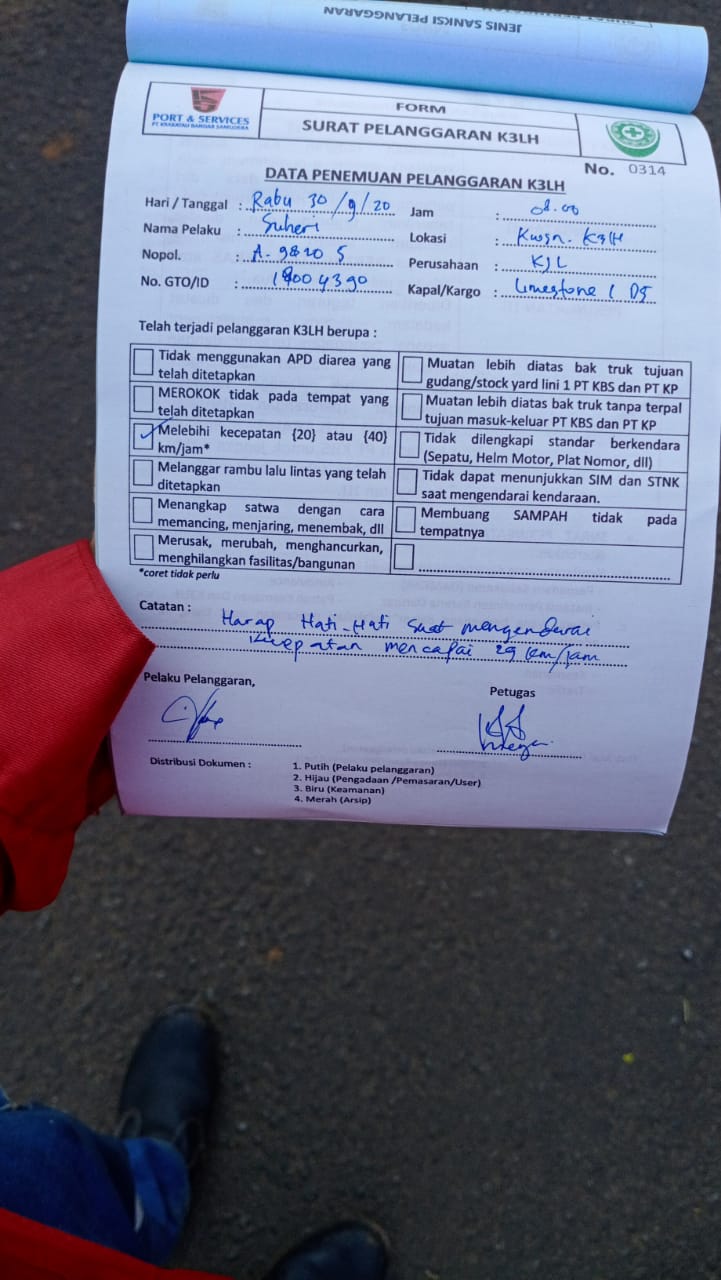 JENIS SANKSI PELANGGARAN
PORT & SERVICES
PT KRAKATAU BANDAR SAMUDERA
FORM
SURAT PELANGGARAN K3LH
No. 0314
DATA PENEMUAN PELANGGARAN K3LH
Hari / Tanggal : Rabu 30/9/20 Jam : 08.00
Nama Pelaku : Suheri Lokasi : Kwsn. K3LH
Nopol. : A. 9820 S Perusahaan : KJL
No. GTO/ID : 18004390 Kapal/Kargo : Limestone / D5
Telah terjadi pelanggaran K3LH berupa :
Tidak menggunakan APD diarea yang
telah ditetapkan
MEROKOK tidak pada tempat yang
telah ditetapkan
Melebihi kecepatan {20} atau {40}
km/jam*
Melanggar rambu lalu lintas yang telah
ditetapkan
Menangkap satwa dengan cara
memancing, menjaring, menembak, dll
Merusak, merubah, menghancurkan,
menghilangkan fasilitas/bangunan
Muatan lebih diatas bak truk tujuan
gudang/stock yard lini 1 PT KBS dan PT KP
Muatan lebih diatas bak truk tanpa terpal
tujuan masuk-keluar PT KBS dan PT KP
Tidak dilengkapi standar berkendara
(Sepatu, Helm Motor, Plat Nomor, dll)
Tidak dapat menunjukkan SIM dan STNK
saat mengendarai kendaraan.
Membuang SAMPAH tidak pada
tempatnya
*coret tidak perlu
Catatan : Harap Hati-Hati saat mengendarai
kecepatan mencapai 29 km/jam
Pelaku Pelanggaran,
Petugas
Distribusi Dokumen : 1. Putih (Pelaku pelanggaran)
2. Hijau (Pengadaan /Pemasaran/User)
3. Biru (Keamanan)
4. Merah (Arsip)